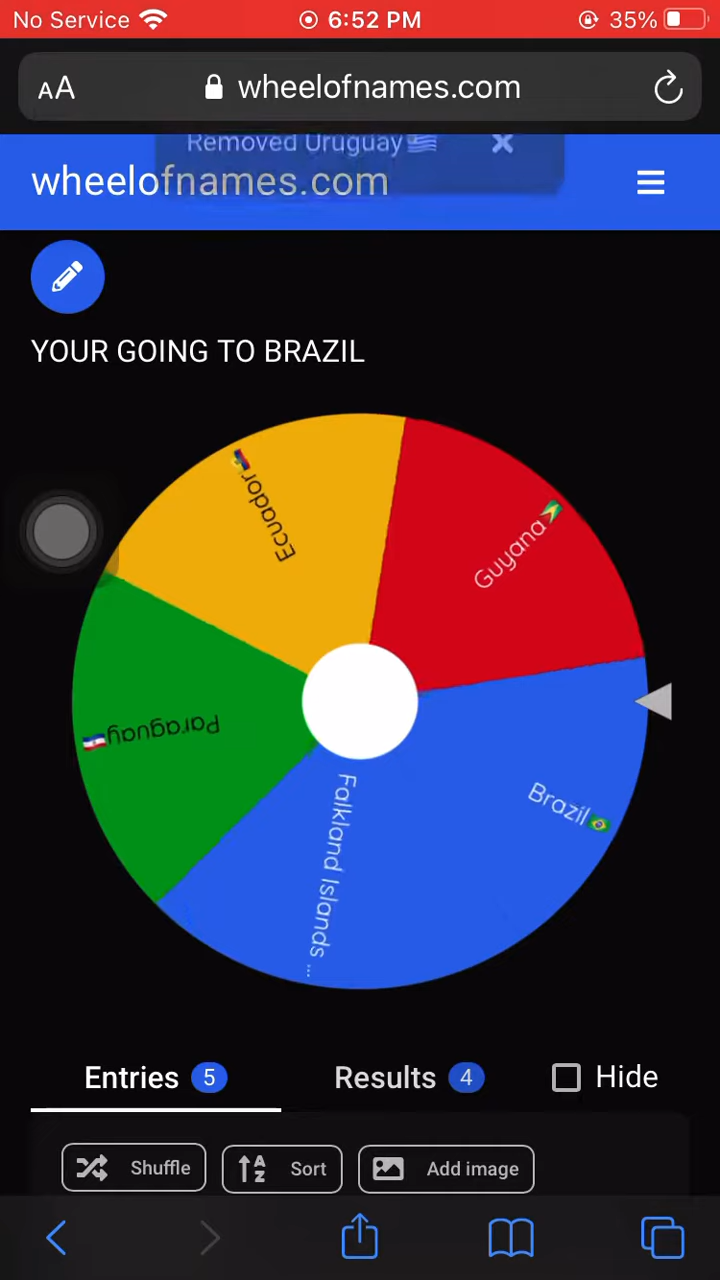 No Service 6:52 PM 35%
AA wheelofnames.com
Removed Uruguay🇺🇾 ×
wheelofnames.com
YOUR GOING TO BRAZIL
Ecuador🇪🇨
Guyana🇬🇾
Paraguay🇵🇾
Brazil🇧🇷
Falkland Islands...
Entries 5 Results 4 Hide
Shuffle Sort Add image